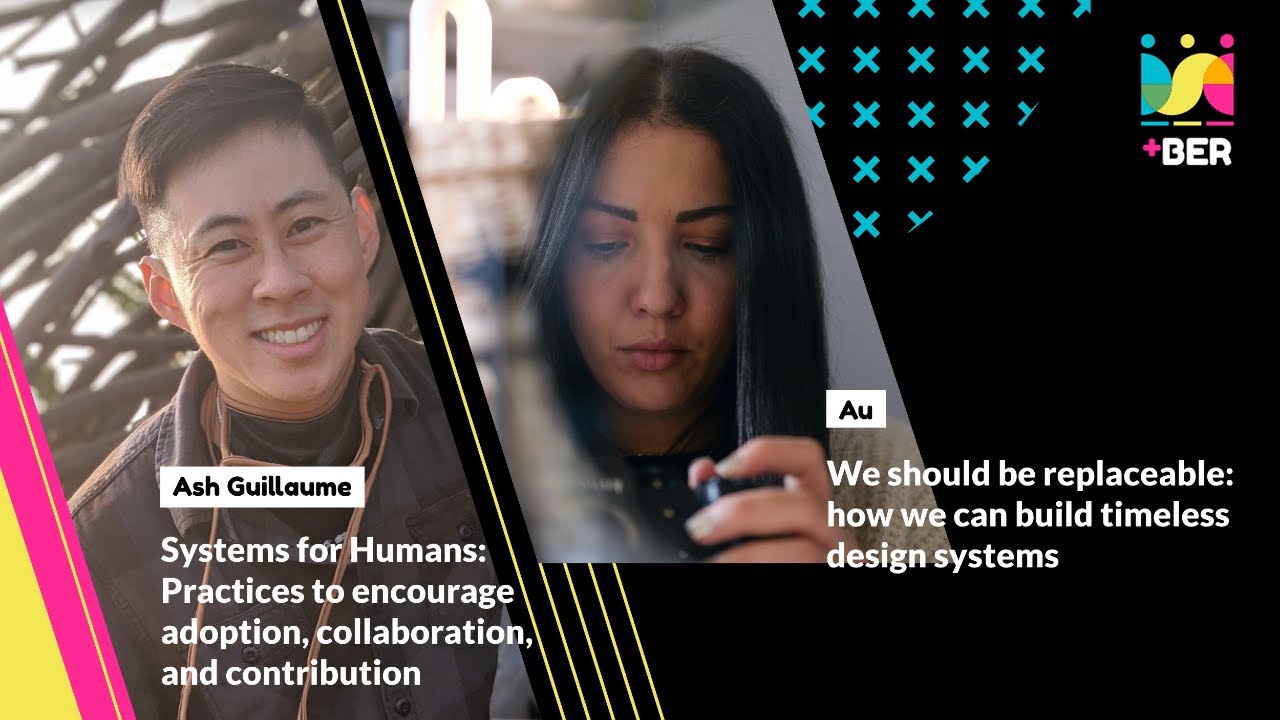 +BER
Ash Guillaume
Systems for Humans:
Practices to encourage
adoption, collaboration,
and contribution
Au
We should be replaceable:
how we can build timeless
design systems